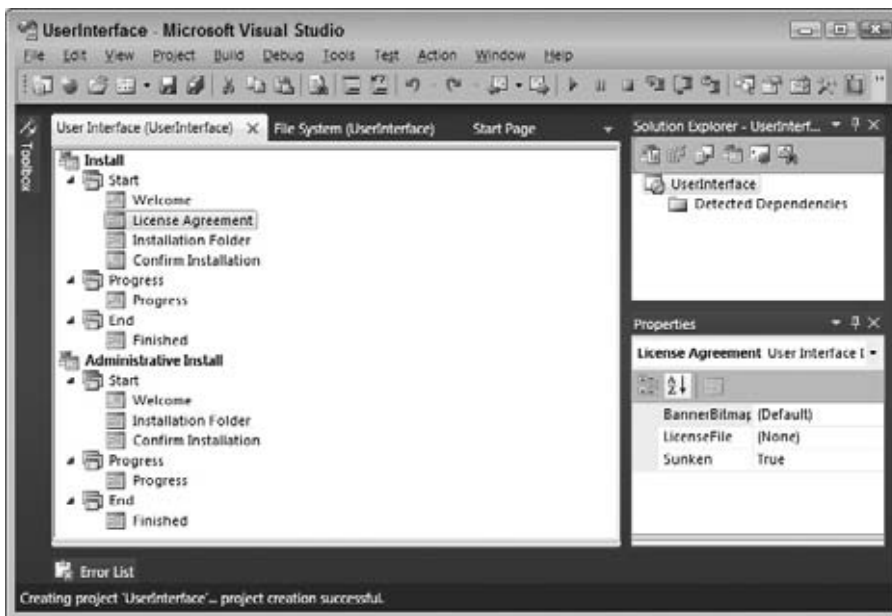 UserInterface - Microsoft Visual Studio
File Edit View Project Build Debug Tools Test Action Window Help
Toolbox
User Interface (UserInterface) File System (UserInterface) Start Page
Install
Start
Welcome
License Agreement
Installation Folder
Confirm Installation
Progress
Progress
End
Finished
Administrative Install
Start
Welcome
Installation Folder
Confirm Installation
Progress
Progress
End
Finished
Solution Explorer - UserInterf...
UserInterface
Detected Dependencies
Properties
License Agreement User Interface
BannerBitmap (Default)
LicenseFile (None)
Sunken True
Error List
Creating project 'UserInterface'... project creation successful.